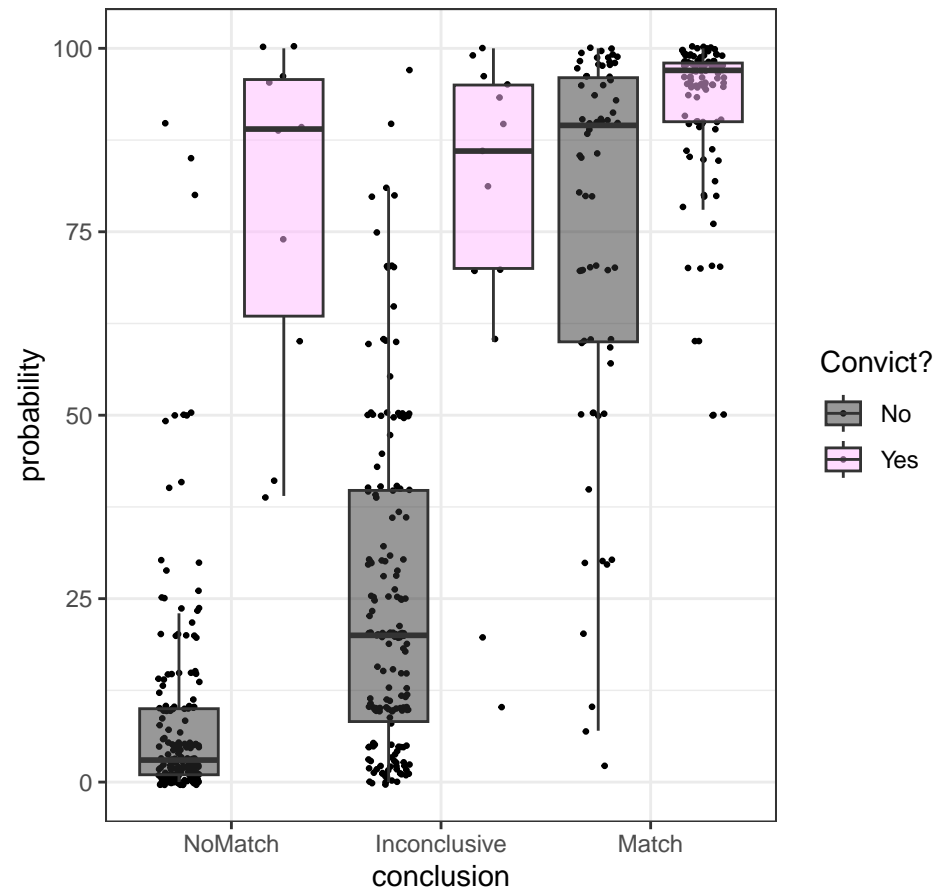 100
75
50
25
0
probability
NoMatch Inconclusive Match
conclusion
Convict?
No
Yes